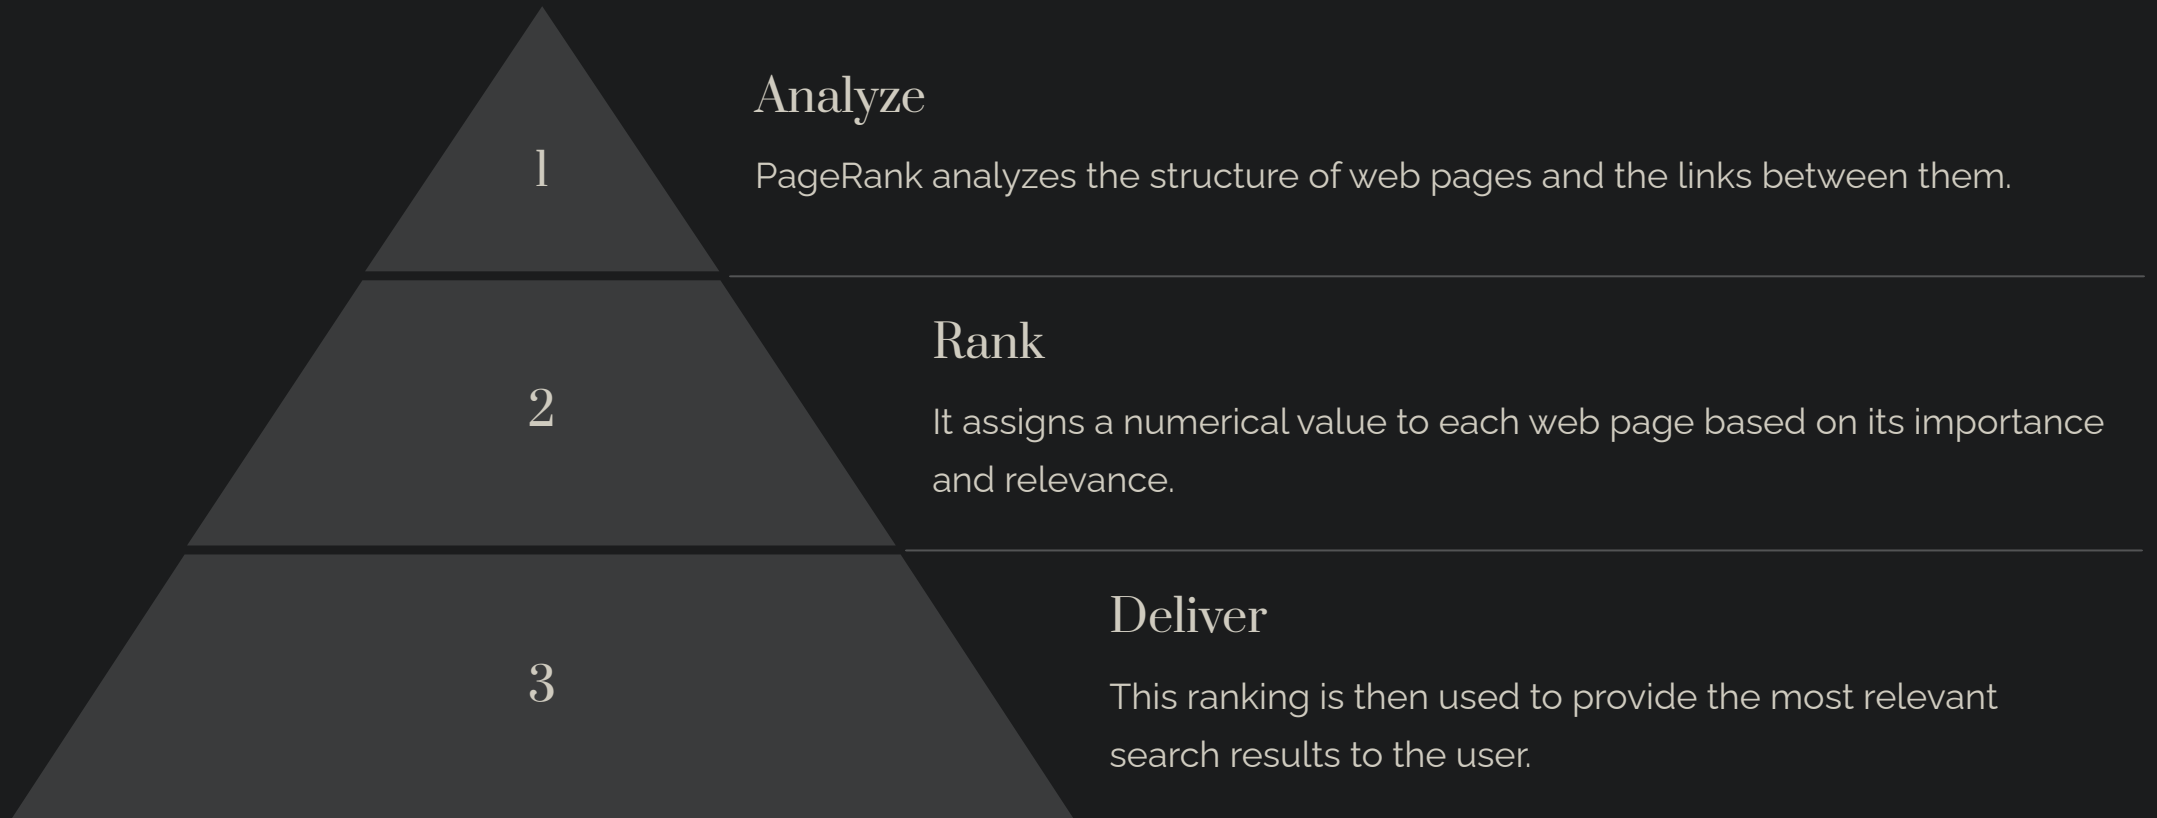 1
Analyze
PageRank analyzes the structure of web pages and the links between them.
2
Rank
It assigns a numerical value to each web page based on its importance
and relevance.
3
Deliver
This ranking is then used to provide the most relevant
search results to the user.